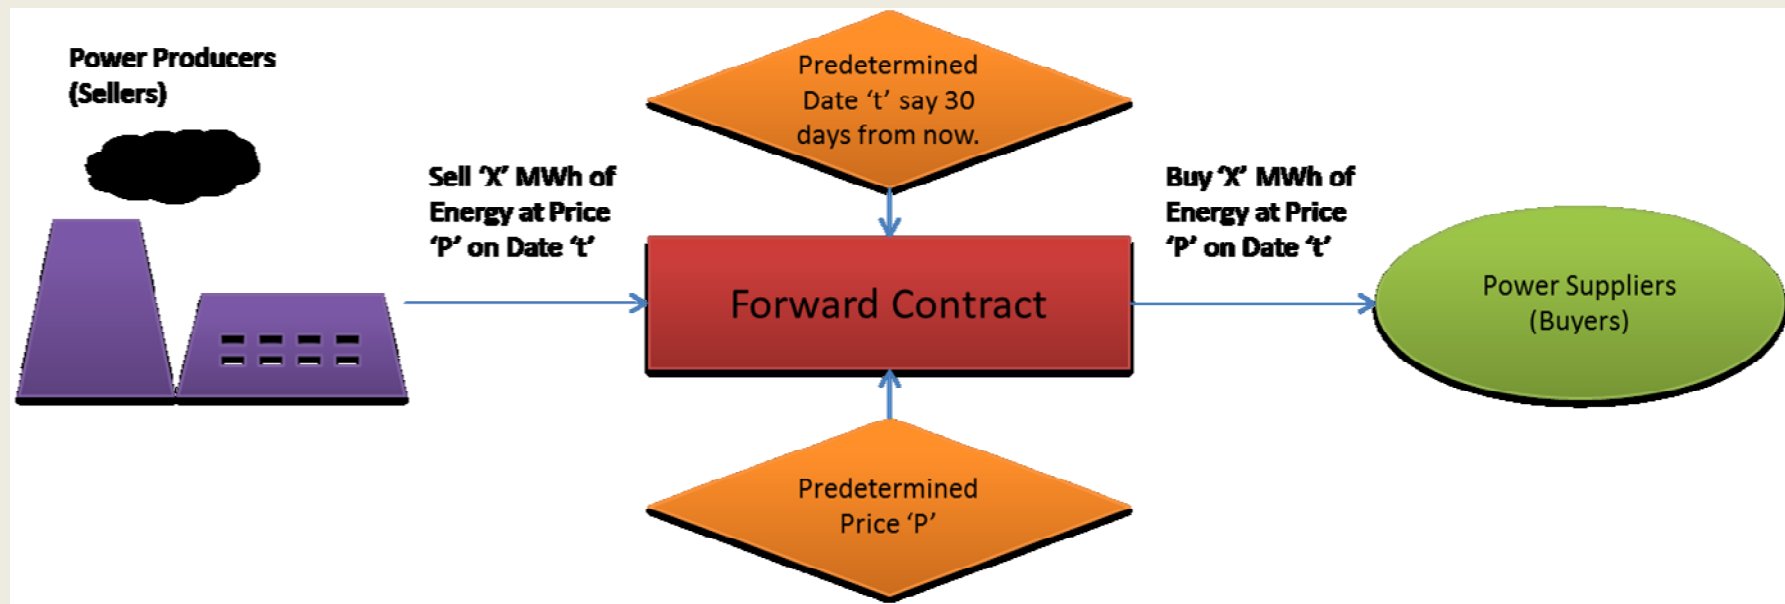 Power Producers
(Sellers)
Predetermined
Date ‘t’ say 30
days from now.
Sell ‘X’ MWh of
Energy at Price
‘P’ on Date ‘t’
Buy ‘X’ MWh of
Energy at Price
‘P’ on Date ‘t’
Forward Contract
Power Suppliers
(Buyers)
Predetermined
Price ‘P’